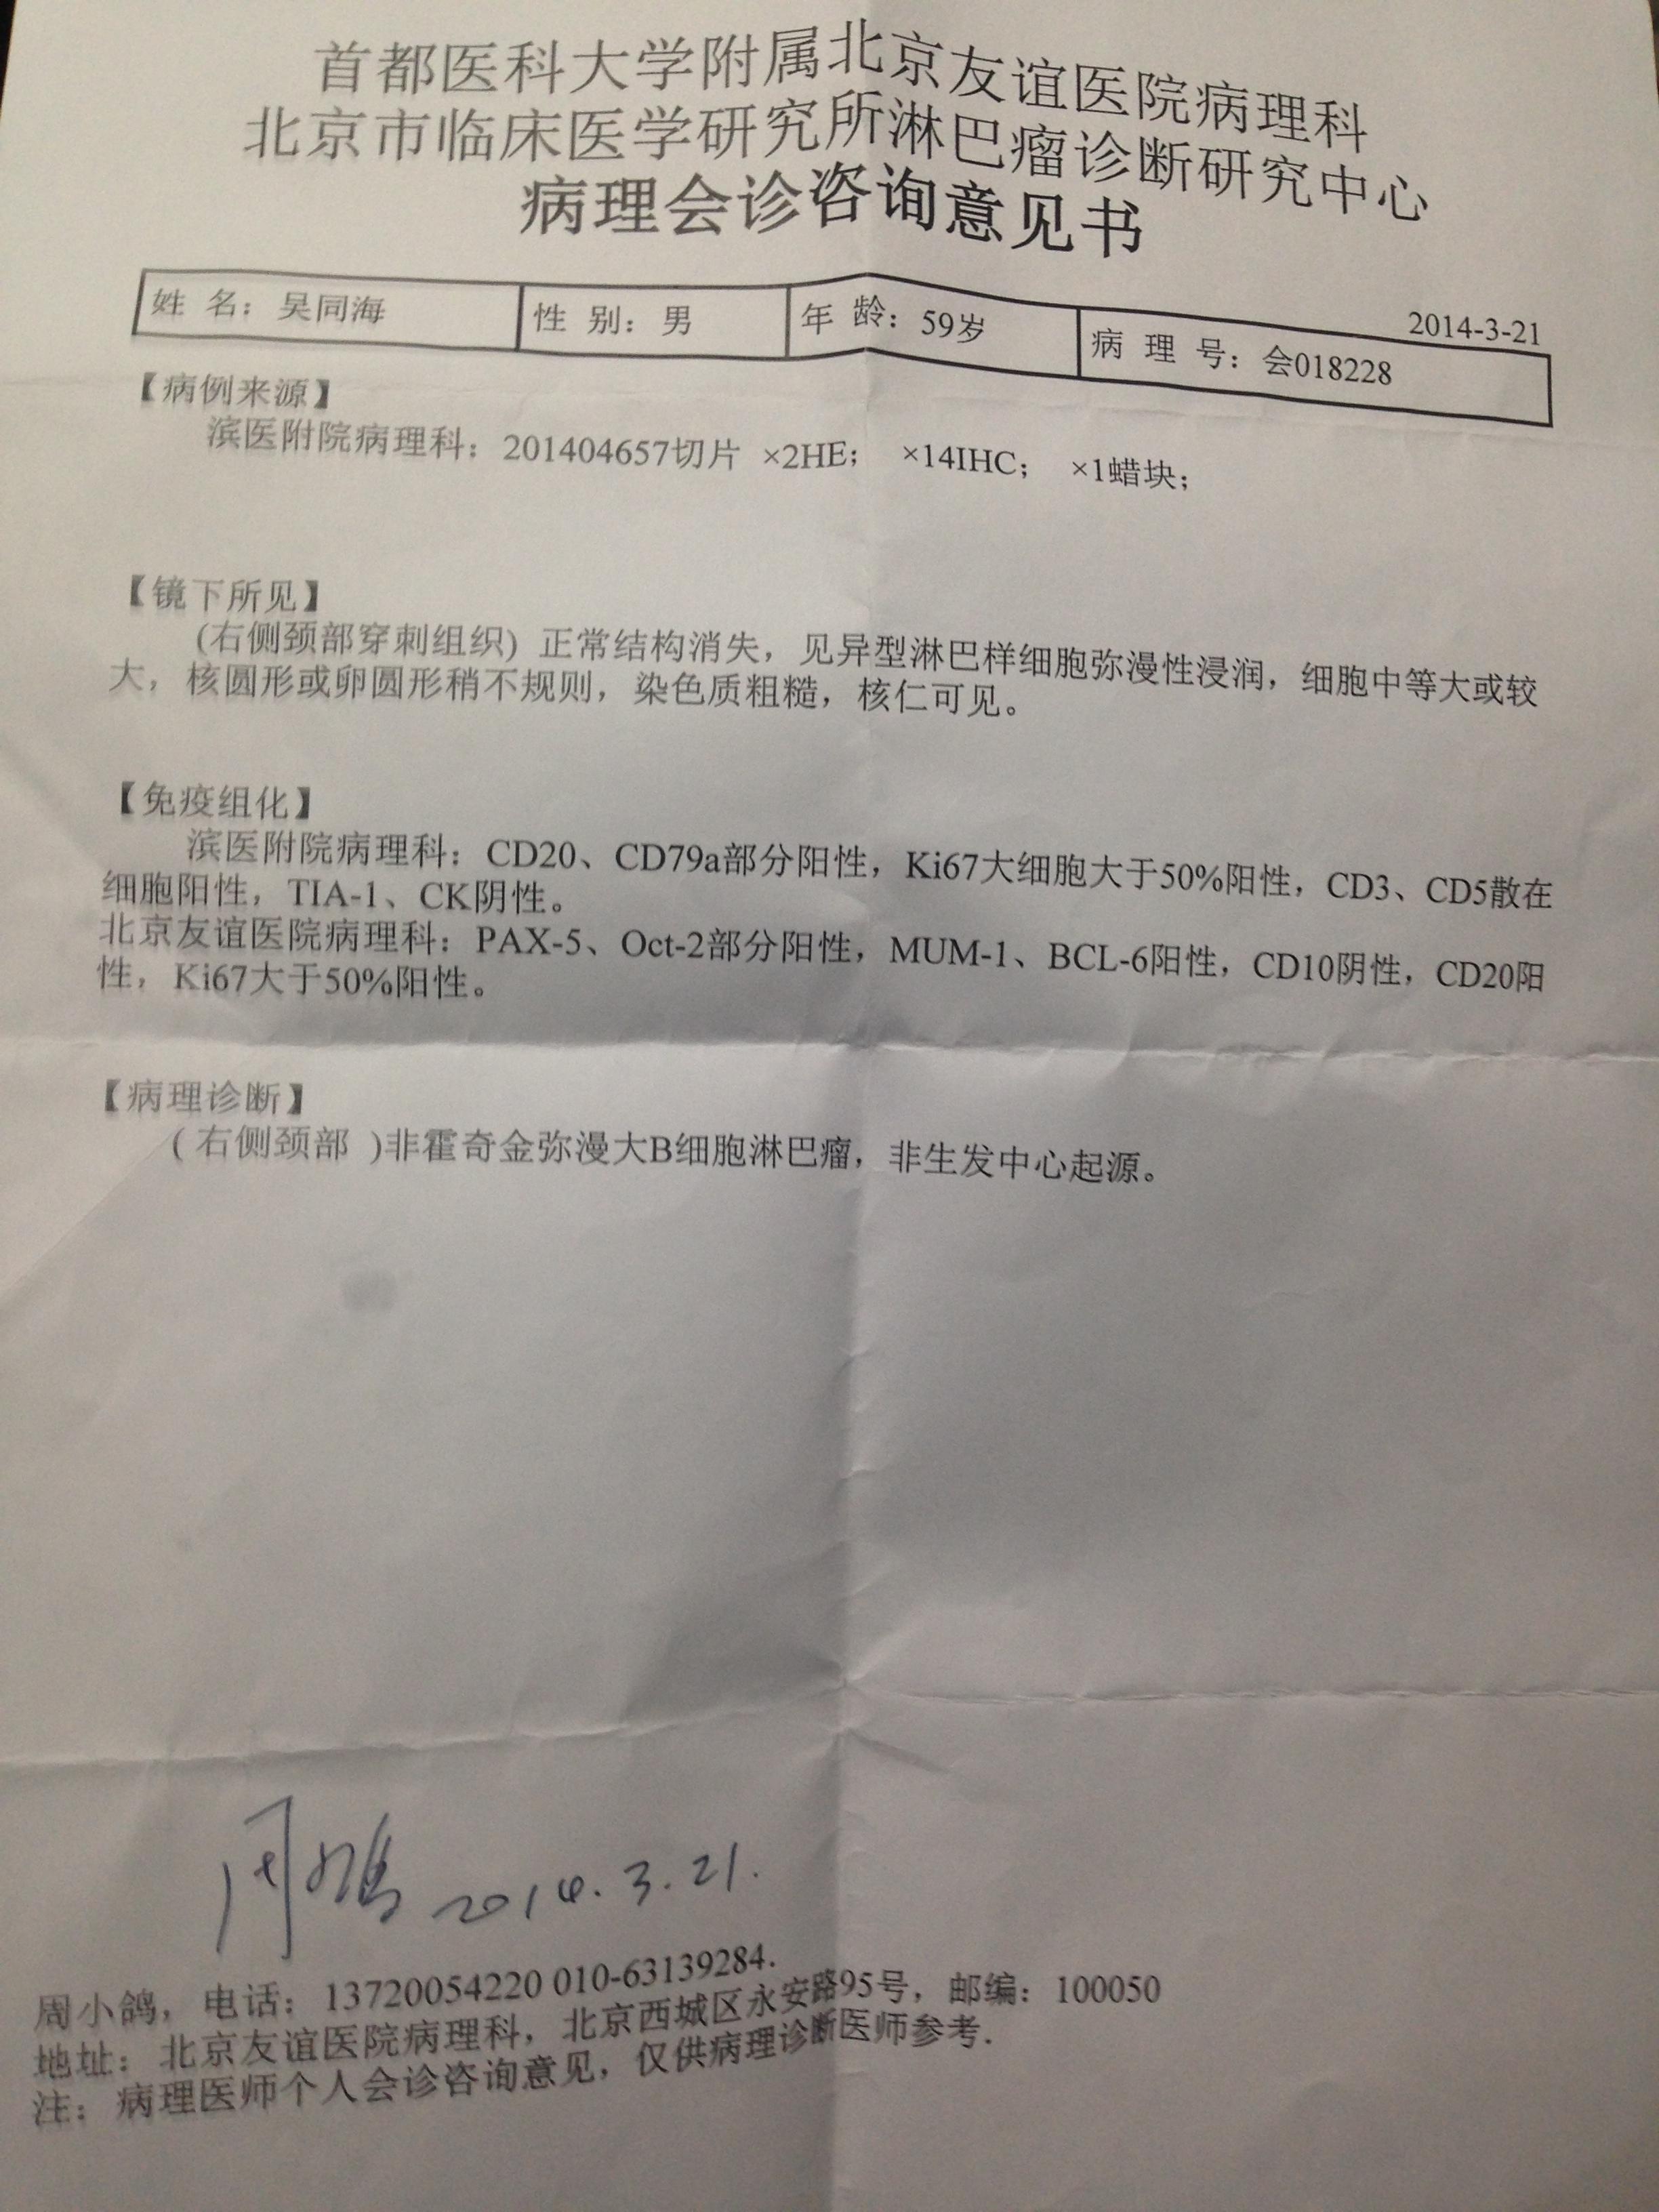 首都医科大学附属北京友谊医院病理科
北京市临床医学研究所淋巴瘤诊断研究中心
病理会诊咨询意见书
2014-3-21
姓 名：吴同海 性 别：男 年 龄：59岁 病 理 号：会018228
【病例来源】
滨医附院病理科：201404657切片 ×2HE； ×14IHC； ×1蜡块；
【镜下所见】
(右侧颈部穿刺组织) 正常结构消失，见异型淋巴样细胞弥漫性浸润，细胞中等大或较
大，核圆形或卵圆形稍不规则，染色质粗糙，核仁可见。
【免疫组化】
滨医附院病理科：CD20、CD79a部分阳性，Ki67大细胞大于50%阳性，CD3、CD5散在
细胞阳性，TIA-1、CK阴性。
北京友谊医院病理科：PAX-5、Oct-2部分阳性，MUM-1、BCL-6阳性，CD10阴性，CD20阳
性，Ki67大于50%阳性。
【病理诊断】
( 右侧颈部 )非霍奇金弥漫大B细胞淋巴瘤，非生发中心起源。
周小鸽 2014.3.21.
周小鸽，电话：13720054220 010-63139284.
地址：北京友谊医院病理科，北京西城区永安路95号，邮编：100050
注：病理医师个人会诊咨询意见，仅供病理诊断医师参考.